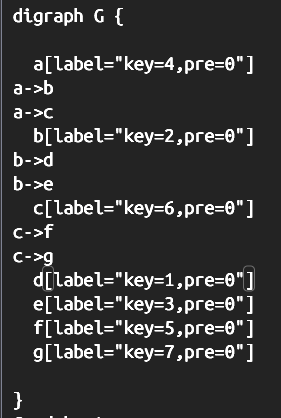 digraph G {
a[label="key=4,pre=0"]
a->b
a->c
b[label="key=2,pre=0"]
b->d
b->e
c[label="key=6,pre=0"]
c->f
c->g
d[label="key=1,pre=0"]
e[label="key=3,pre=0"]
f[label="key=5,pre=0"]
g[label="key=7,pre=0"]
}